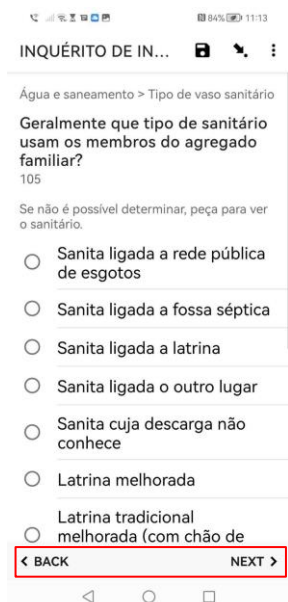 84% 11:13
INQUÉRITO DE IN...
Água e saneamento > Tipo de vaso sanitário
Geralmente que tipo de sanitário
usam os membros do agregado
familiar?
105
Se não é possível determinar, peça para ver
o sanitário.
Sanita ligada a rede pública
de esgotos
Sanita ligada a fossa séptica
Sanita ligada a latrina
Sanita ligada o outro lugar
Sanita cuja descarga não
conhece
Latrina melhorada
Latrina tradicional
melhorada (com chão de
< BACK NEXT >